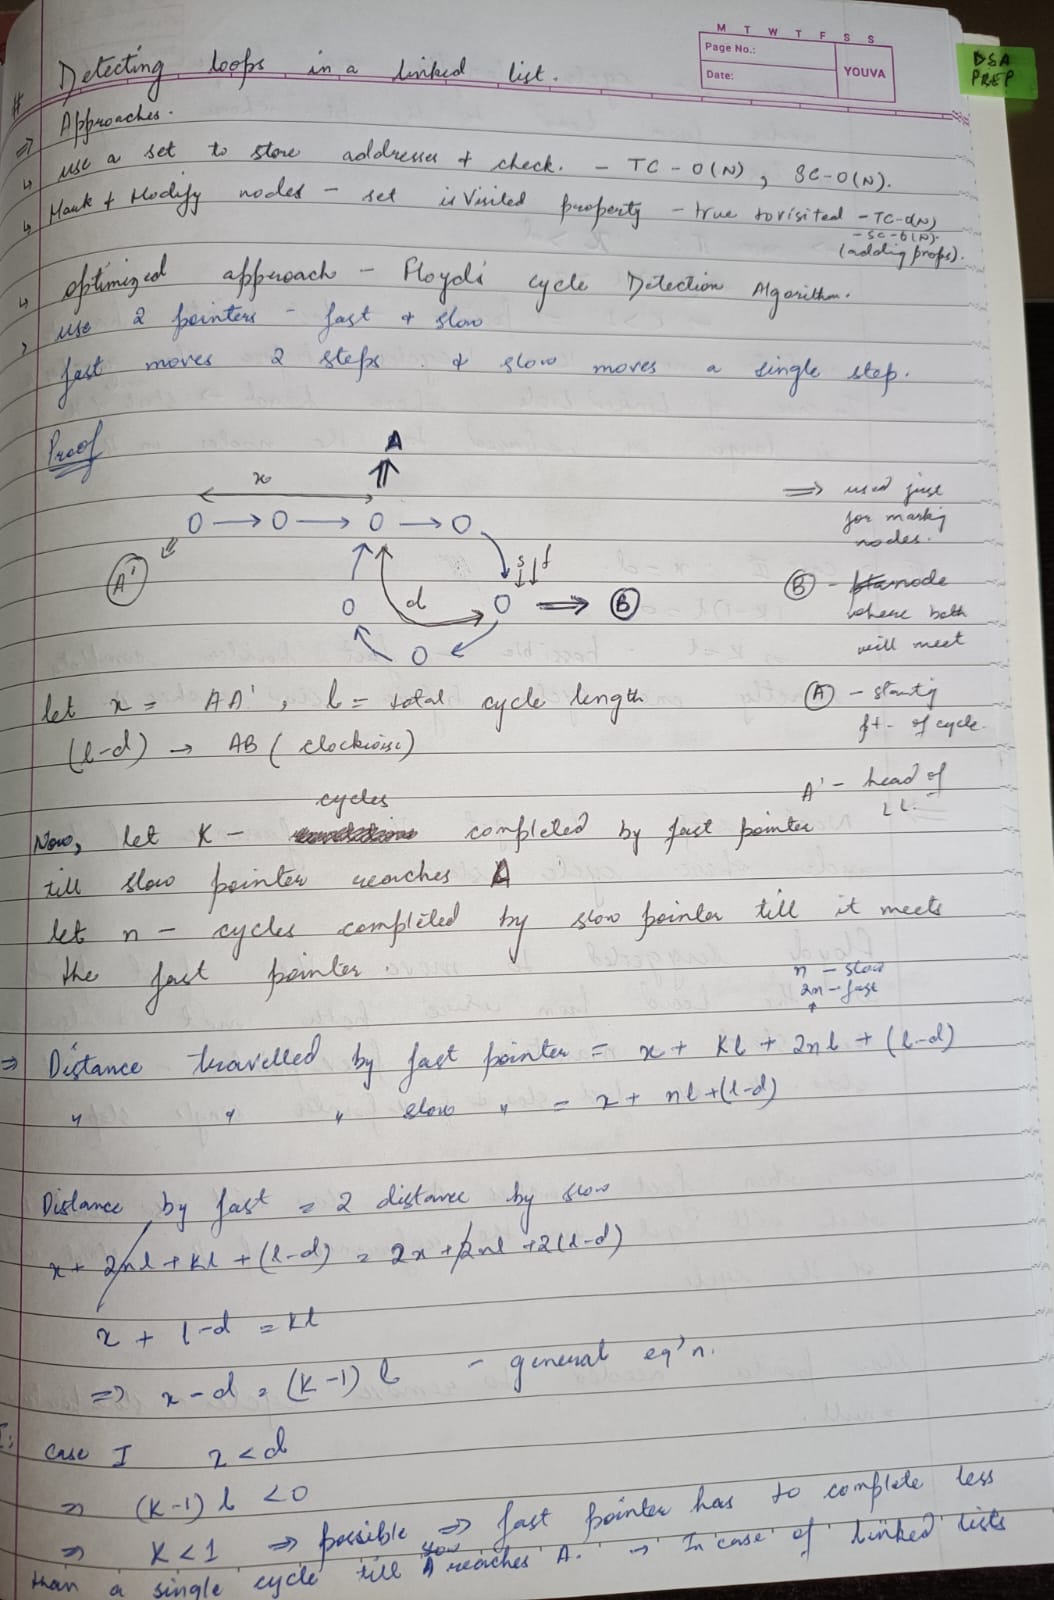 M T W T F S S
Page No.:
Date:
YOUVA
DSA
PREP
# Detecting loops in a linked list.
⇒ Approaches.
↳ use a set to store addresses & check. - TC - O(N), SC-O(N).
↳ Mark & Modify nodes - set isVisited property - true to visited - TC-O(N)
- SC-O(N).
(adding props).
↳ optimized approach - Floyd's cycle Detection Algorithm.
> use 2 pointers - fast & slow
fast moves 2 steps & slow moves a single step.
Proof
A
x
A'
d
s f
B
⇒ used just
for marking
nodes.
B - node
where both
will meet
A - starting
pt. of cycle.
A' - head of
LL.
let x = AA', l = total cycle length
(l-d) → AB (clockwise)
cycles
Now, let K - completed by fast pointer
till slow pointer reaches A
let n - cycles completed by slow pointer till it meets
the fast pointer.
n - slow
2n - fast
⇒ Distance travelled by fast pointer = x + Kl + 2nl + (l-d)
" " " slow " = x + nl + (l-d)
Distance by fast = 2 distance by slow
x + 2nl + Kl + (l-d) = 2x + 2nl + 2(l-d)
x + l-d = Kl
⇒ x-d = (K-1) l - general eq'n.
I: Case I x < d
⇒ (K-1) l < 0
⇒ K < 1 ⇒ possible ⇒ fast pointer has to complete less
than a single cycle till slow reaches A. → In case of linked lists